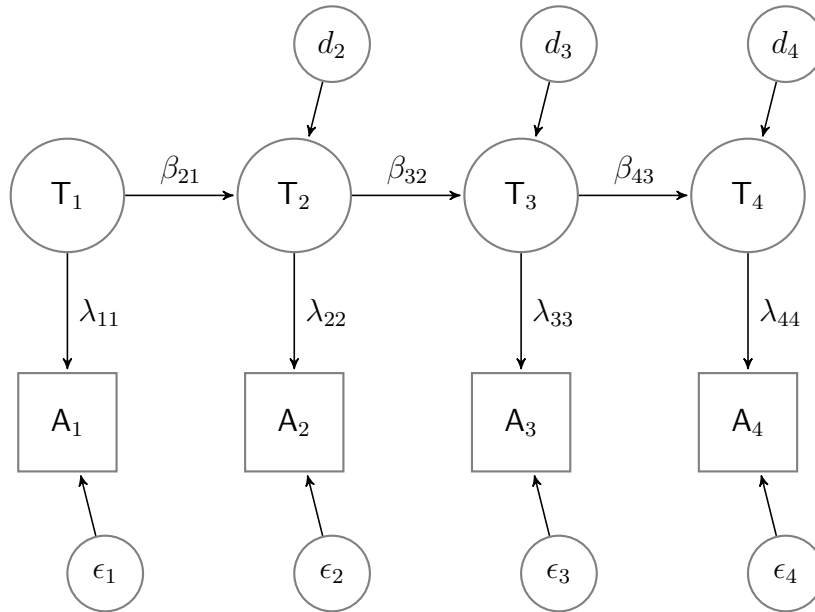 d₂ d₃ d₄
β₂₁ β₃₂ β₄₃
T₁ T₂ T₃ T₄
λ₁₁ λ₂₂ λ₃₃ λ₄₄
A₁ A₂ A₃ A₄
ϵ₁ ϵ₂ ϵ₃ ϵ₄